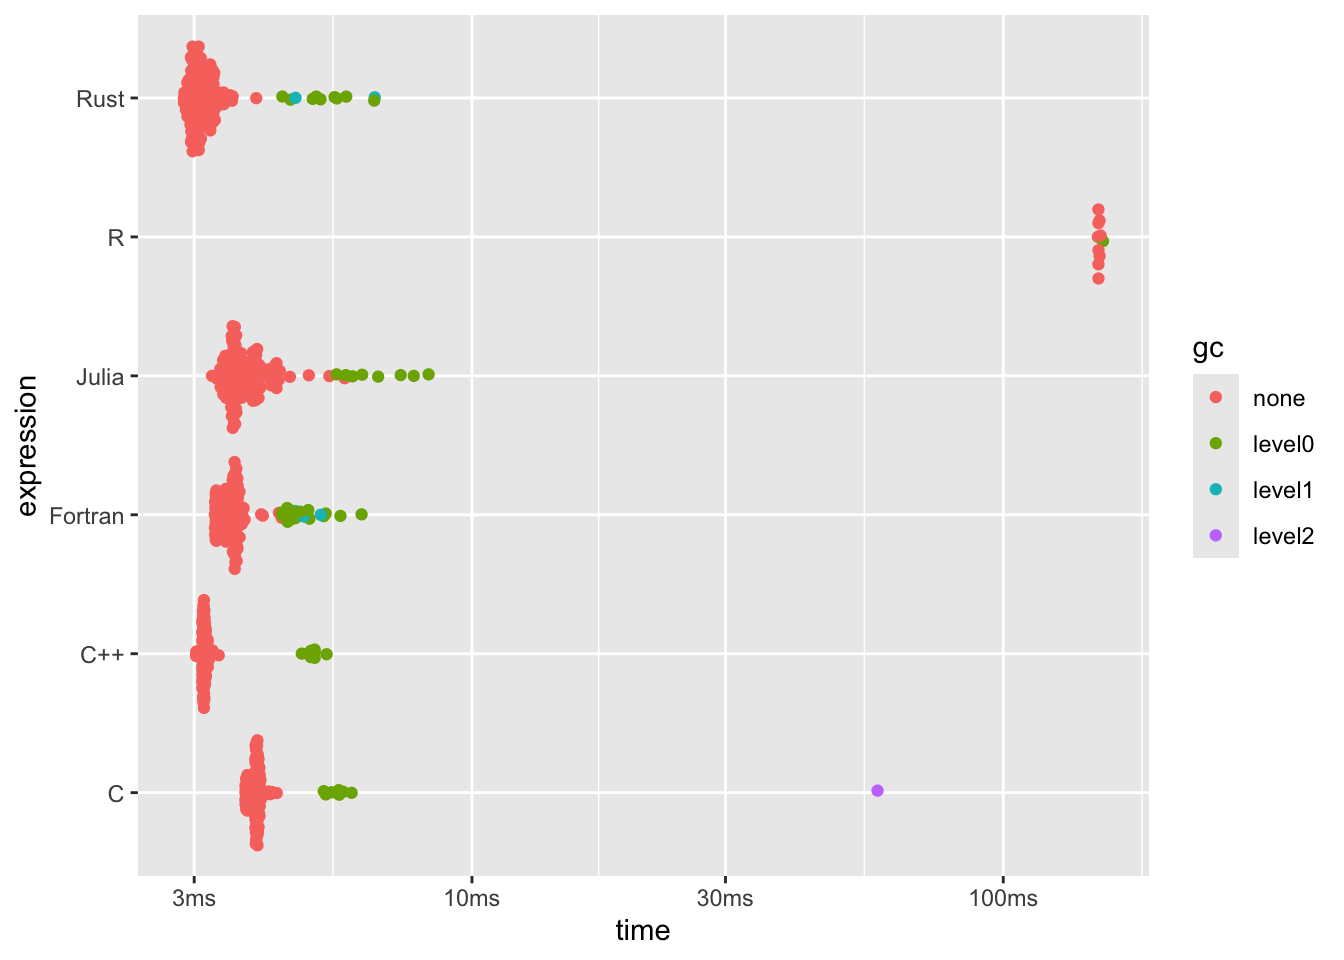 Rust
R
Julia
Fortran
C++
C
expression
3ms
10ms
30ms
100ms
time
gc
none
level0
level1
level2